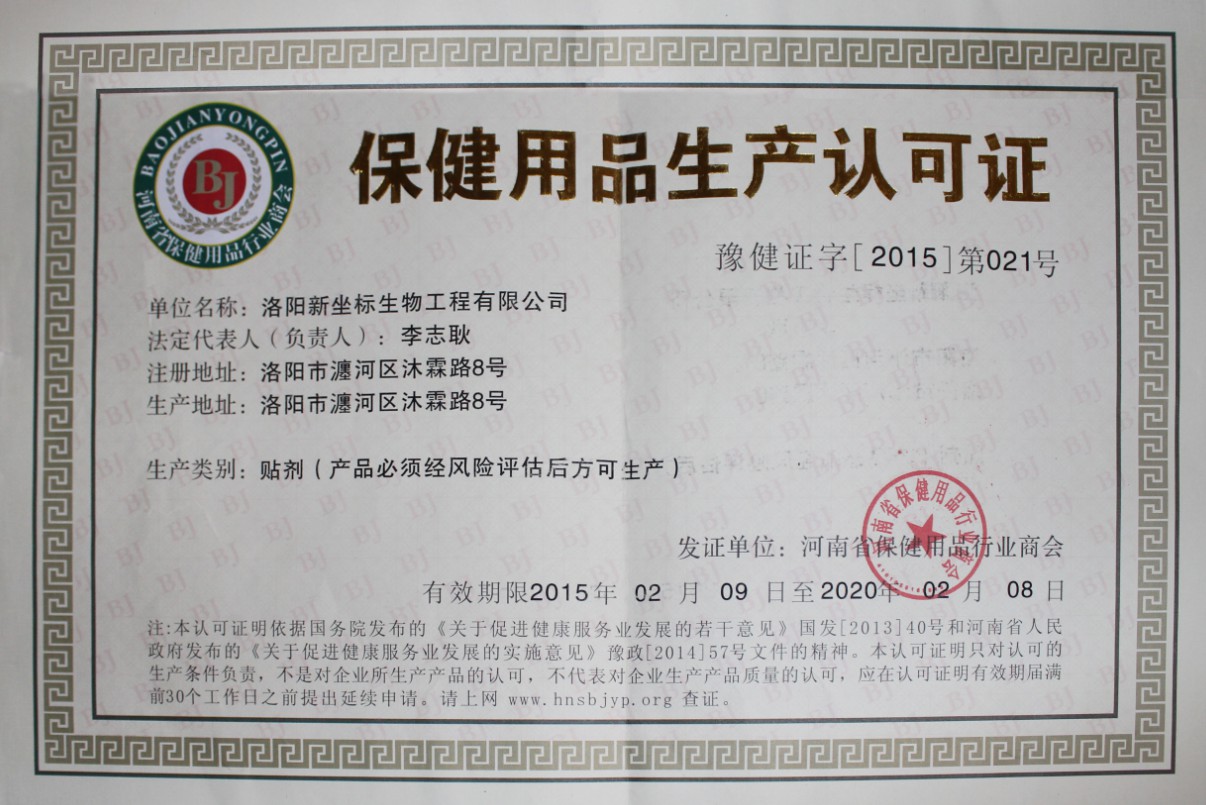 BAOJIANYONGPIN
BJ
河南省保健用品行业商会
保健用品生产认可证
豫健证字[2015]第021号
单位名称：洛阳新坐标生物工程有限公司
法定代表人（负责人）：李志耿
注册地址：洛阳市瀍河区沐霖路8号
生产地址：洛阳市瀍河区沐霖路8号
生产类别：贴剂（产品必须经风险评估后方可生产）
河南省保健用品行业商会
发证单位：河南省保健用品行业商会
有效期限2015年 02 月 09 日至2020年 02 月 08 日
注:本认可证明依据国务院发布的《关于促进健康服务业发展的若干意见》国发[2013]40号和河南省人民
政府发布的《关于促进健康服务业发展的实施意见》豫政[2014]57号文件的精神。本认可证明只对认可的
生产条件负责，不是对企业所生产产品的认可，不代表对企业生产产品质量的认可，应在认可证明有效期届满
前30个工作日之前提出延续申请。请上网 www.hnsbjyp.org 查证。